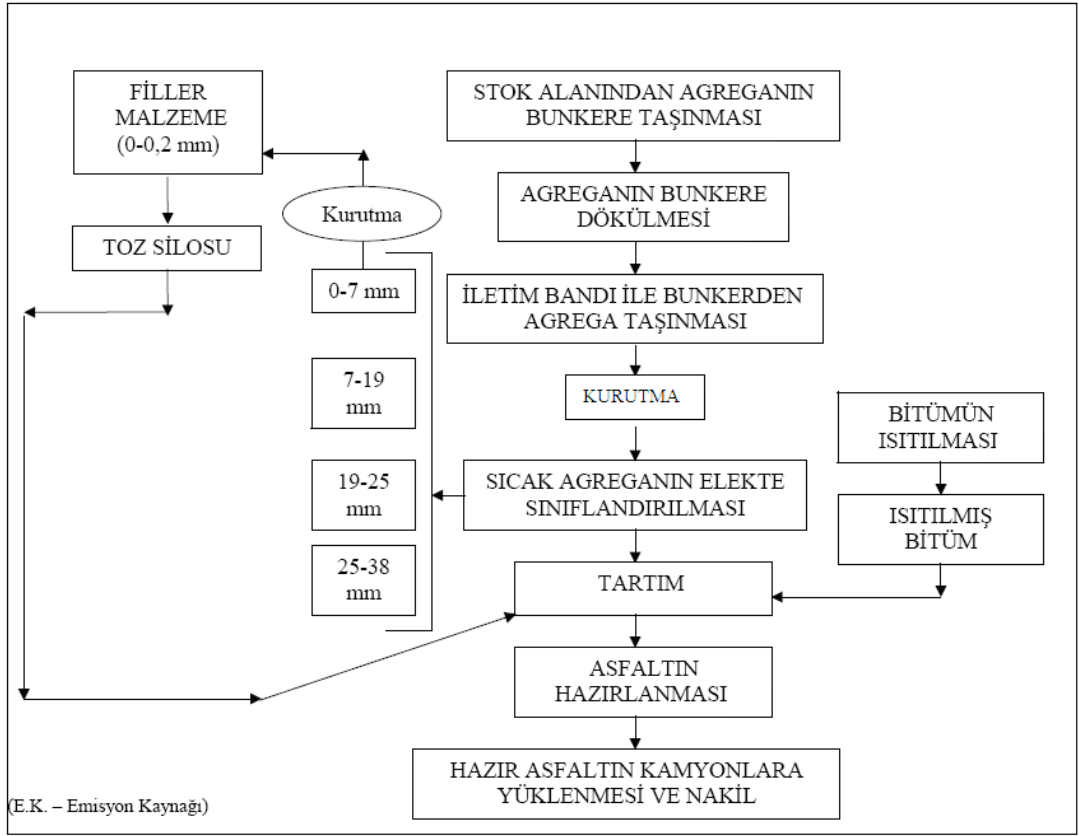 FİLLER
MALZEME
(0-0,2 mm)
TOZ SİLOSU
Kurutma
0-7 mm
7-19
mm
19-25
mm
25-38
mm
STOK ALANINDAN AGREGANIN
BUNKERE TAŞINMASI
AGREGANIN BUNKERE
DÖKÜLMESİ
İLETİM BANDI İLE BUNKERDEN
AGREGA TAŞINMASI
KURUTMA
SICAK AGREGANIN ELEKTE
SINIFLANDIRILMASI
BİTÜMÜN
ISITILMASI
ISITILMIŞ
BİTÜM
TARTIM
ASFALTIN
HAZIRLANMASI
HAZIR ASFALTIN KAMYONLARA
YÜKLENMESİ VE NAKİL
(E.K. – Emisyon Kaynağı)